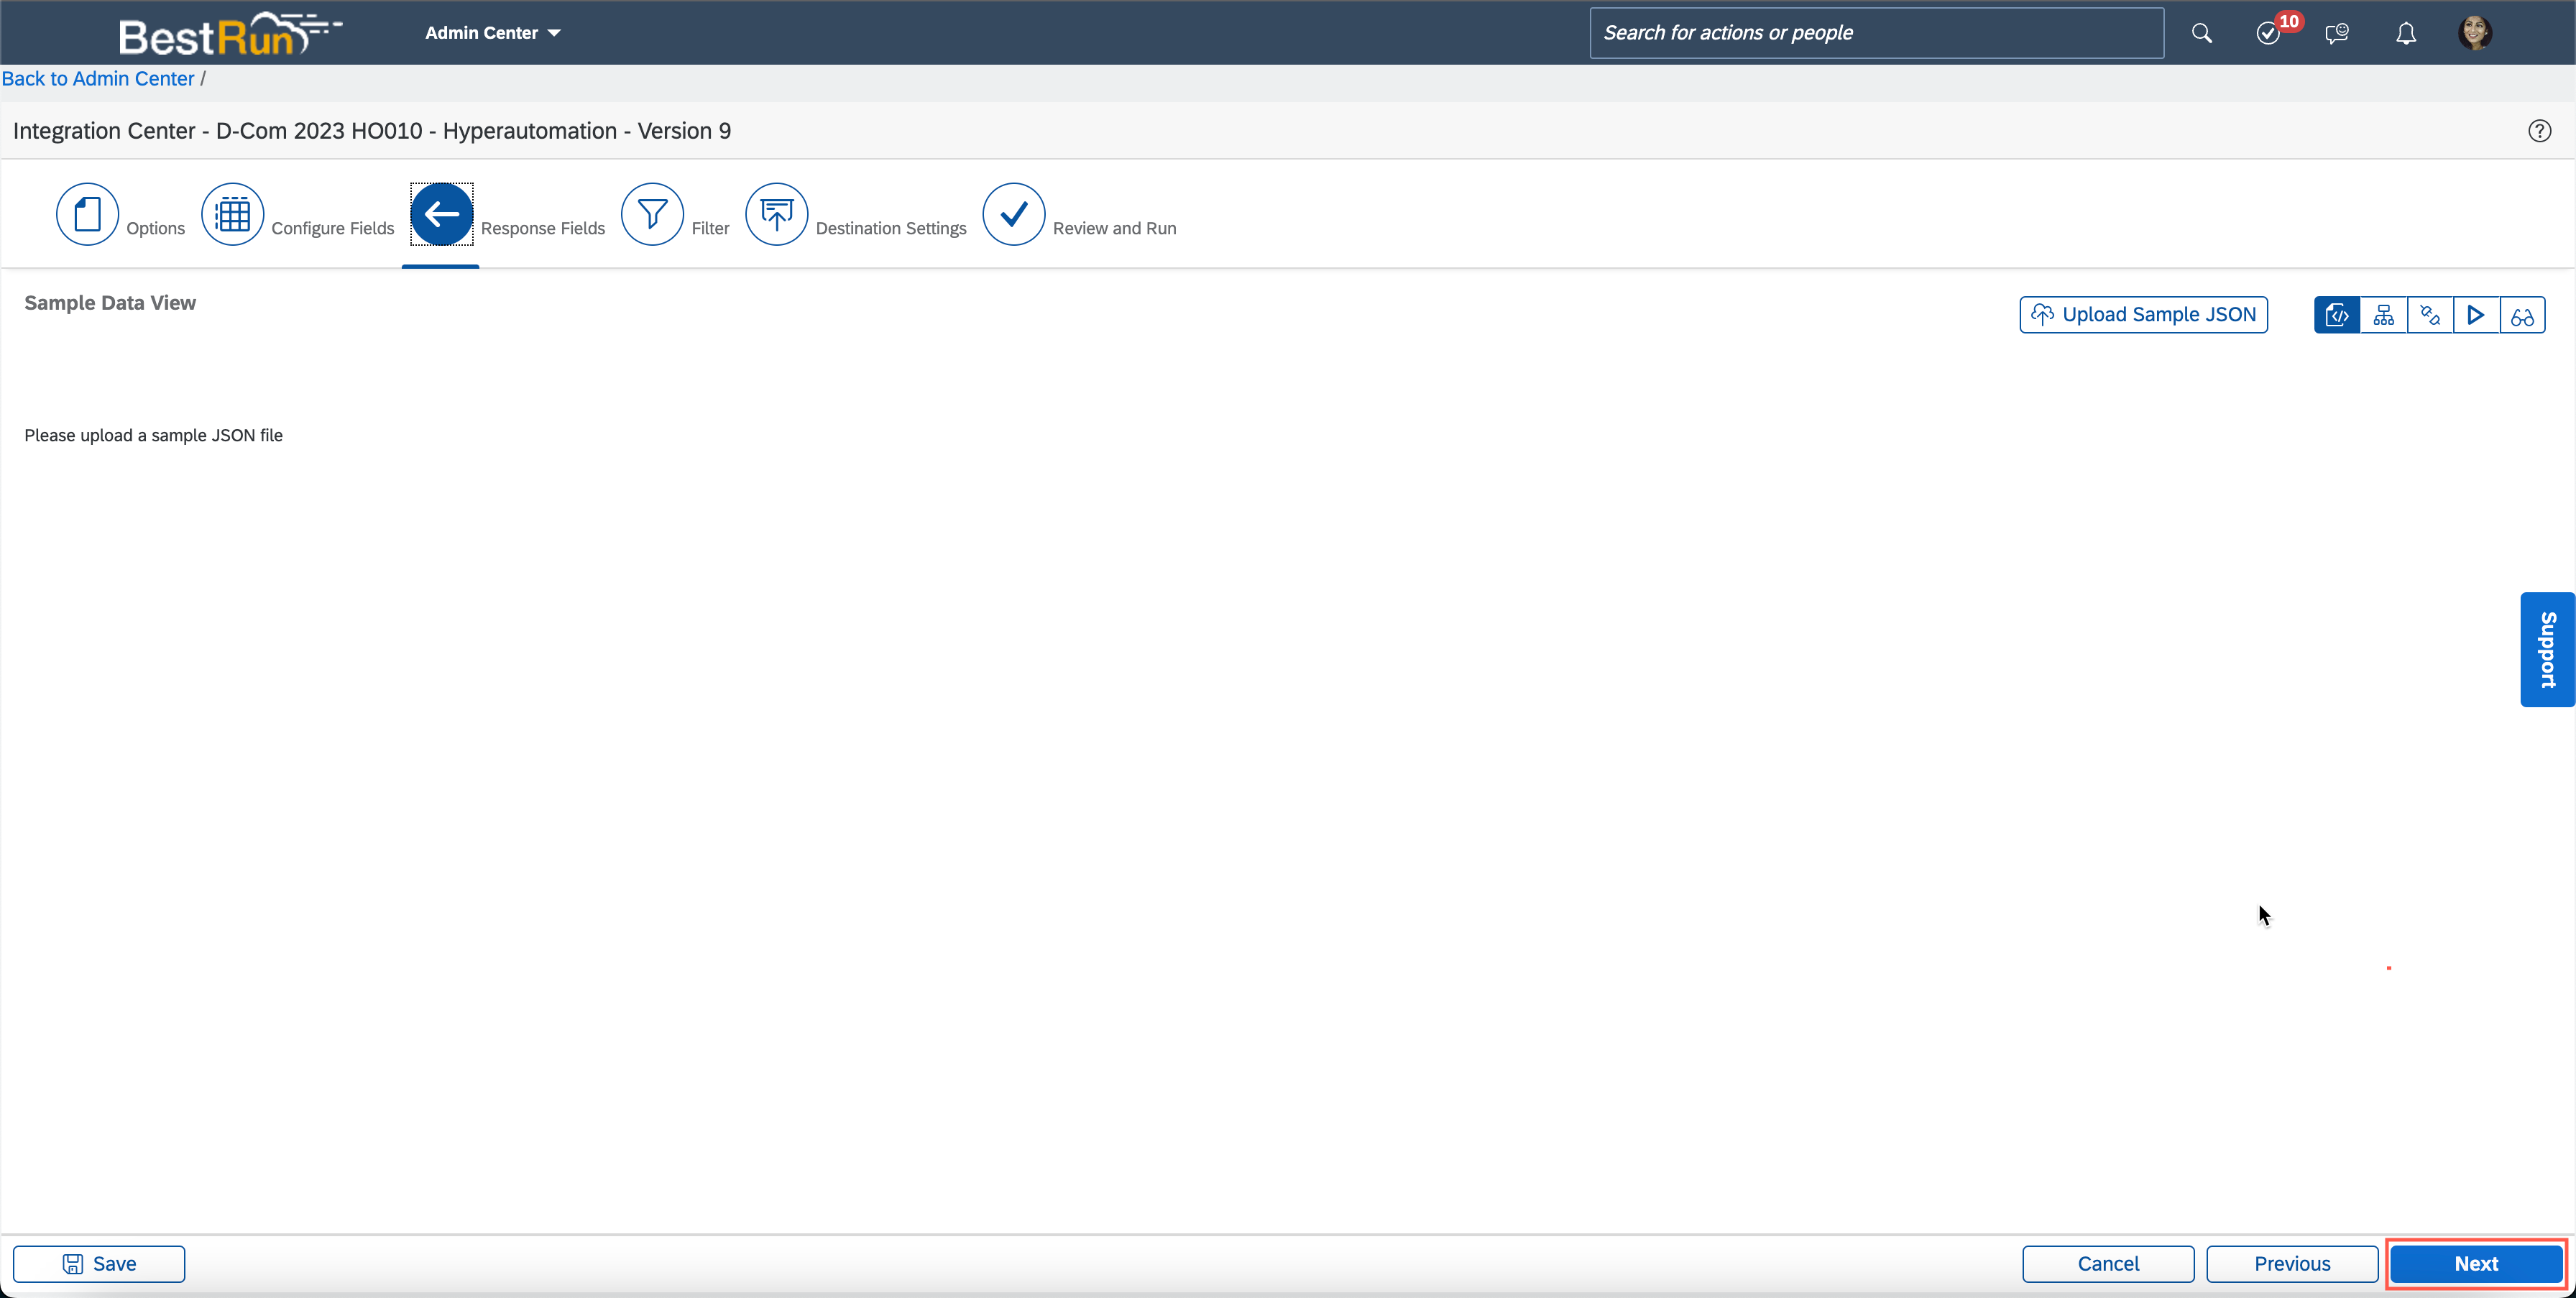 BestRun
Admin Center
Search for actions or people
10
Back to Admin Center /
Integration Center - D-Com 2023 HO010 - Hyperautomation - Version 9
Options
Configure Fields
Response Fields
Filter
Destination Settings
Review and Run
Sample Data View
Upload Sample JSON
Please upload a sample JSON file
Support
Save
Cancel
Previous
Next